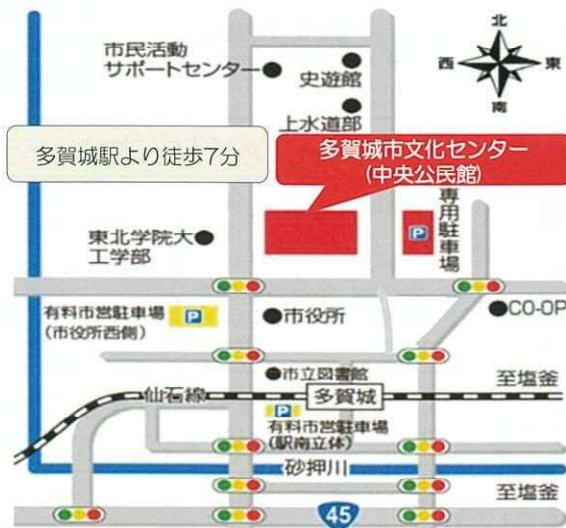 北
西
東
南
市民活動
サポートセンター
史遊館
上水道部
多賀城駅より徒歩7分
多賀城市文化センター
(中央公民館)
専用駐車場
P
東北学院大
工学部
有料市営駐車場
(市役所西側)
P
市役所
CO-OP
市立図書館
至塩釜
仙石線
多賀城
P
有料市営駐車場
(駅南立体)
砂押川
至塩釜
45